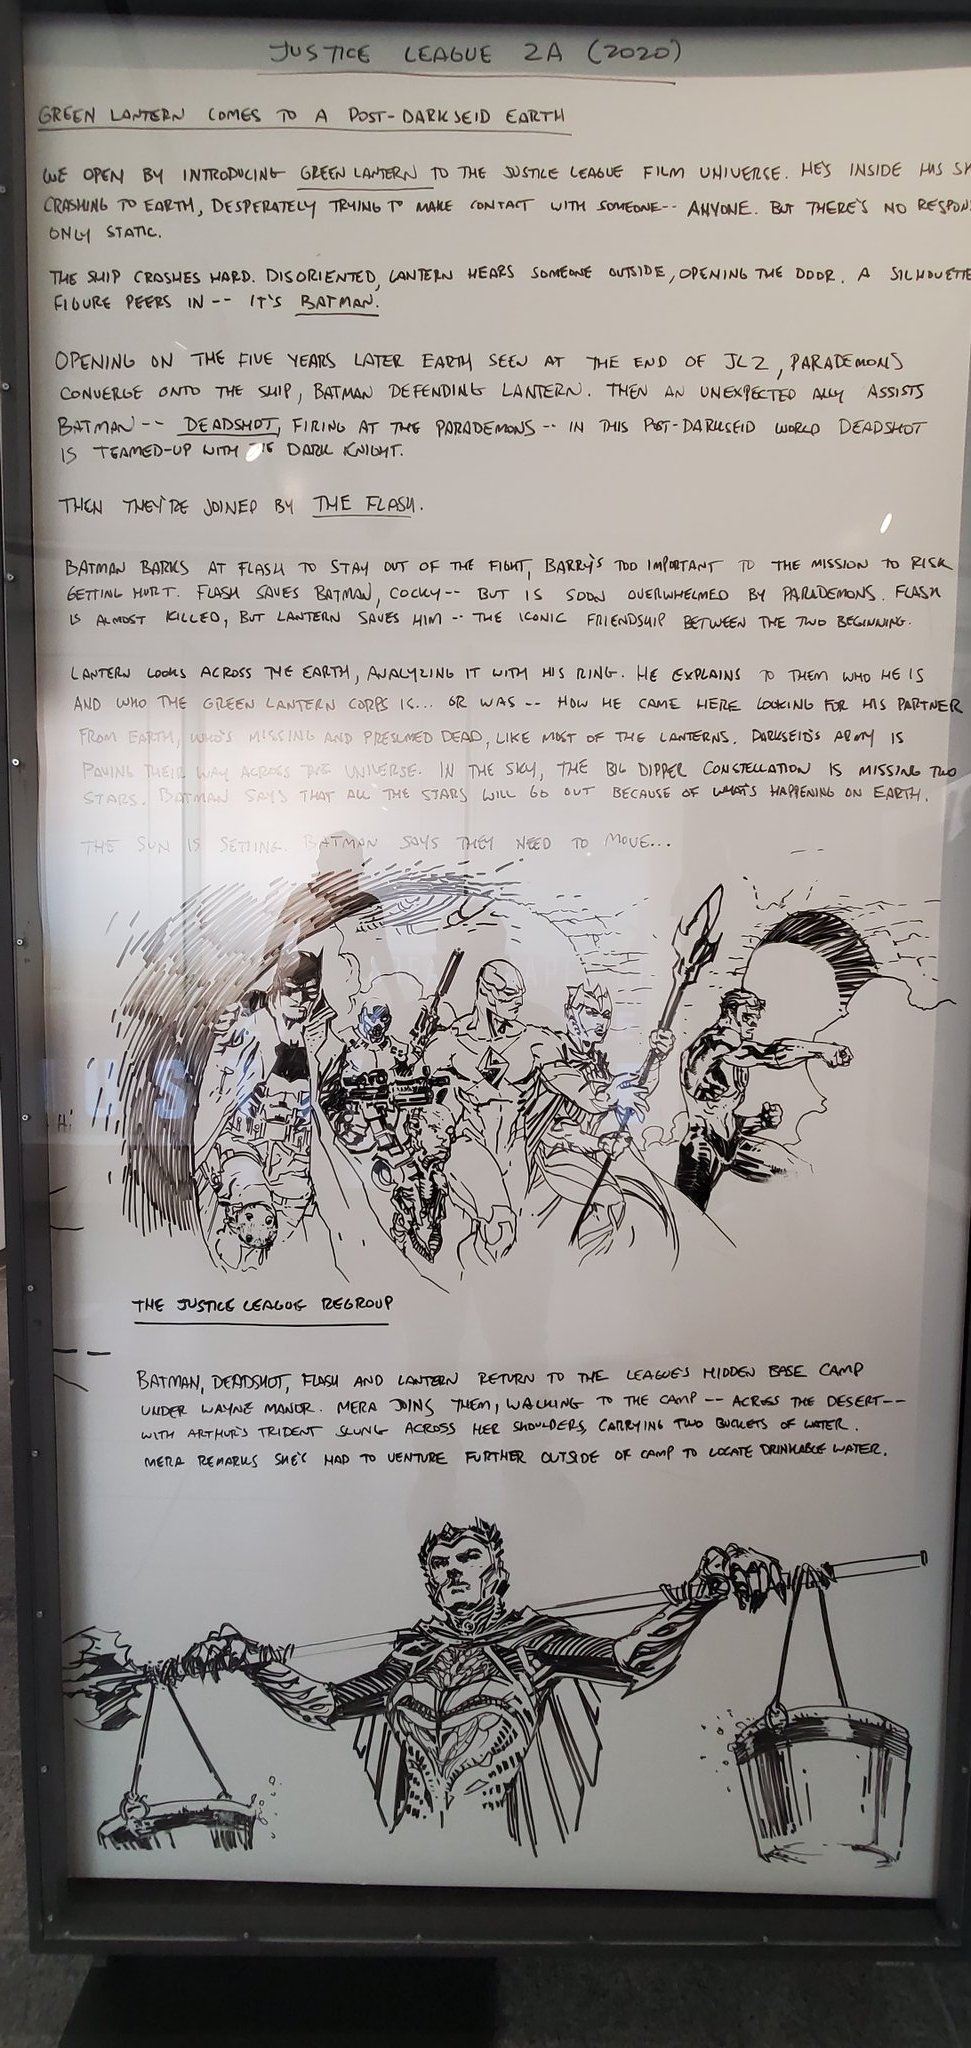 JUSTICE LEAGUE 2A (2020)
GREEN LANTERN COMES TO A POST-DARKSEID EARTH
WE OPEN BY INTRODUCING GREEN LANTERN TO THE JUSTICE LEAGUE FILM UNIVERSE. HE'S INSIDE HIS
CRASHING TO EARTH, DESPERATELY TRYING TO MAKE CONTACT WITH SOMEONE-- ANYONE. BUT THERE'S NO
ONLY STATIC.
THE SHIP CRASHES HARD. DISORIENTED, LANTERN HEARS SOMEONE OUTSIDE, OPENING THE DOOR. A SILHOUETTE
FIGURE PEERS IN -- IT'S BATMAN.
OPENING ON THE FIVE YEARS LATER EARTH SEEN AT THE END OF JL2, PARADEMONS
CONVERGE ONTO THE SHIP, BATMAN DEFENDING LANTERN. THEN AN UNEXPECTED ALLY ASSISTS
BATMAN -- DEADSHOT, FIRING AT THE PARADEMONS -- IN THIS POST-DARKSEID WORLD DEADSHOT
IS TEAMED-UP WITH DARK KNIGHT.
THEN THEY'RE JOINED BY THE FLASH.
BATMAN BARKS AT FLASH TO STAY OUT OF THE FIGHT, BARRY'S TOO IMPORTANT TO THE MISSION TO RISK
GETTING HURT. FLASH SAVES BATMAN, COCKY-- BUT IS SOON OVERWHELMED BY PARADEMONS. FLASH
IS ALMOST KILLED, BUT LANTERN SAVES HIM -- THE ICONIC FRIENDSHIP BETWEEN THE TWO BEGINNING.
LANTERN LOOKS ACROSS THE EARTH, ANALYZING IT WITH HIS RING. HE EXPLAINS TO THEM WHO HE IS
AND WHO THE GREEN LANTERN CORPS IS... OR WAS -- HOW HE CAME HERE LOOKING FOR HIS PARTNER
FROM EARTH, WHO'S MISSING AND PRESUMED DEAD, LIKE MOST OF THE LANTERNS. DARKSEID'S ARMY IS
PAVING THEIR WAY ACROSS THE UNIVERSE. IN THE SKY, THE BIG DIPPER CONSTELLATION IS MISSING TWO
STARS. BATMAN SAYS THAT ALL THE STARS WILL GO OUT BECAUSE OF WHAT'S HAPPENING ON EARTH.
THE SUN IS SETTING. BATMAN SAYS THEY NEED TO MOVE...
Hi
THE JUSTICE LEAGUE REGROUP
BATMAN, DEADSHOT, FLASH AND LANTERN RETURN TO THE LEAGUE'S HIDDEN BASE CAMP
UNDER WAYNE MANOR. MERA JOINS THEM, WALKING TO THE CAMP -- ACROSS THE DESERT--
WITH ARTHUR'S TRIDENT SLUNG ACROSS HER SHOULDERS, CARRYING TWO BUCKETS OF WATER.
MERA REMARKS SHE'S HAD TO VENTURE FURTHER OUTSIDE OF CAMP TO LOCATE DRINKABLE WATER.